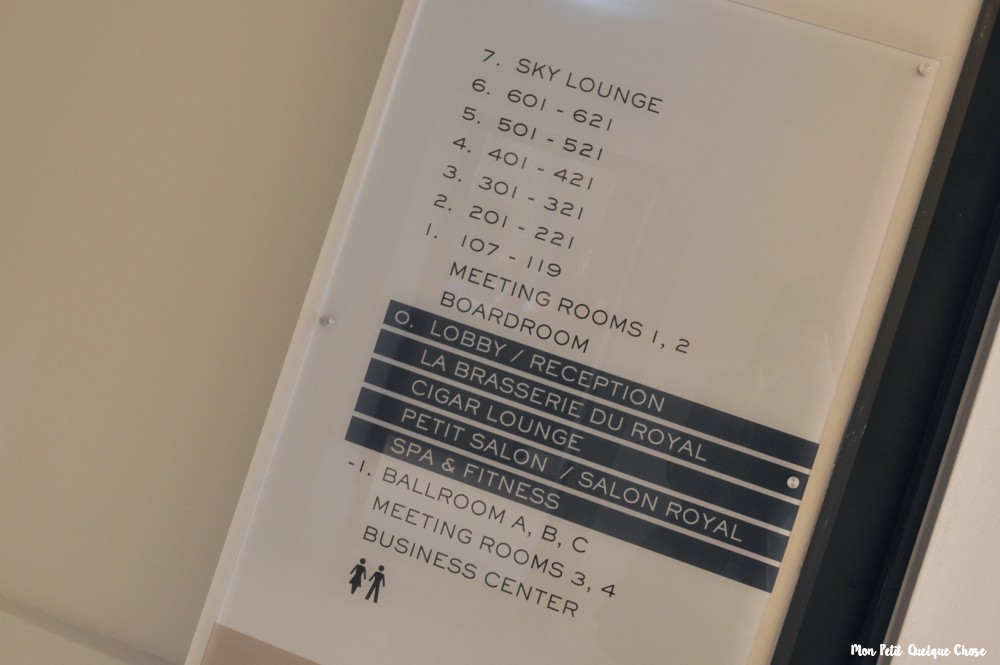 7. SKY LOUNGE
6. 601 - 621
5. 501 - 521
4. 401 - 421
3. 301 - 321
2. 201 - 221
1. 107 - 119
MEETING ROOMS 1, 2
BOARDROOM
0. LOBBY / RECEPTION
LA BRASSERIE DU ROYAL
CIGAR LOUNGE
PETIT SALON / SALON ROYAL
SPA & FITNESS
-1. BALLROOM A, B, C
MEETING ROOMS 3, 4
BUSINESS CENTER
Mon Petit Quelque Chose